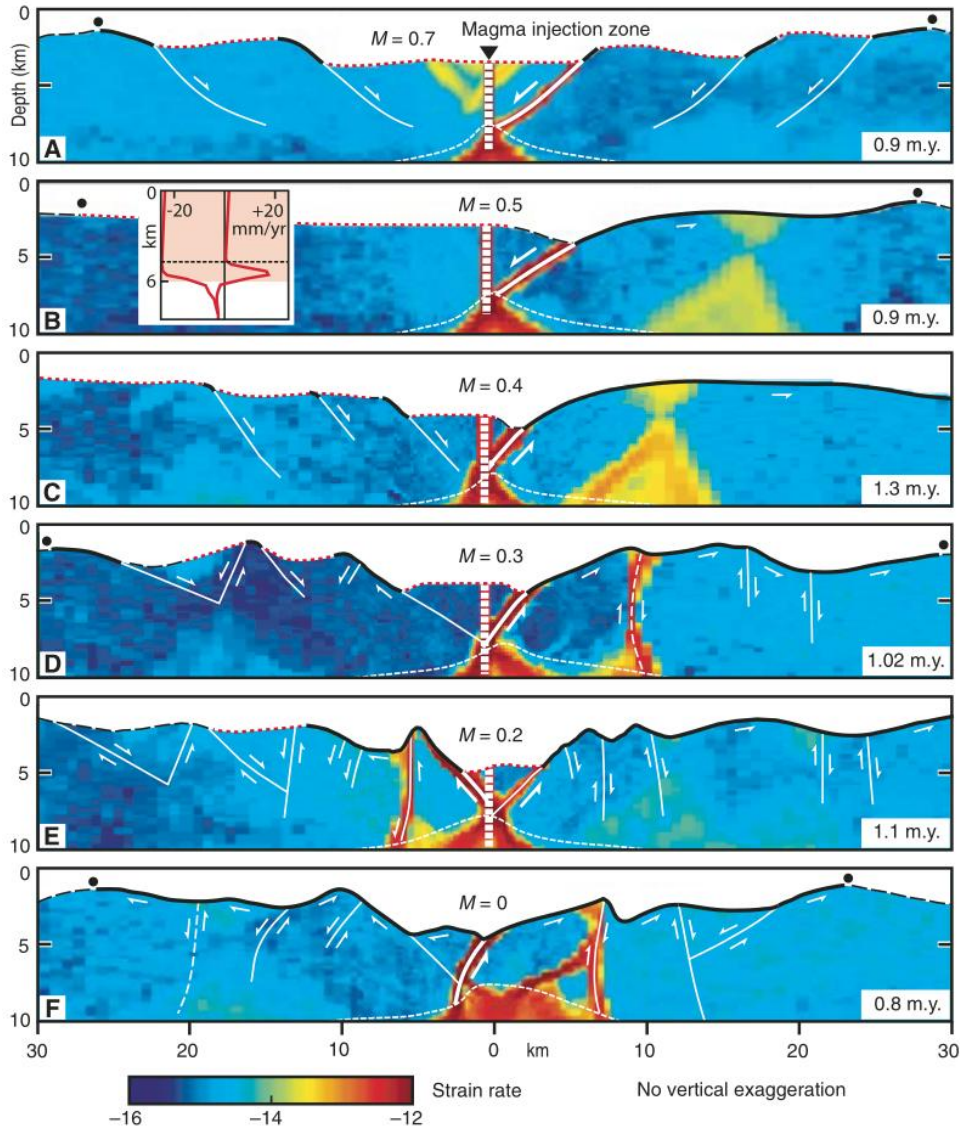 0
M = 0.7
Magma injection zone
Depth (km)
5
10
A
0.9 m.y.
0
-20
+20
mm/yr
km
0
6
M = 0.5
5
10
B
0.9 m.y.
0
M = 0.4
5
10
C
1.3 m.y.
0
M = 0.3
5
10
D
1.02 m.y.
0
M = 0.2
5
10
E
1.1 m.y.
0
M = 0
5
10
F
0.8 m.y.
30 20 10 0 km 10 20 30
Strain rate
No vertical exaggeration
–16 –14 –12